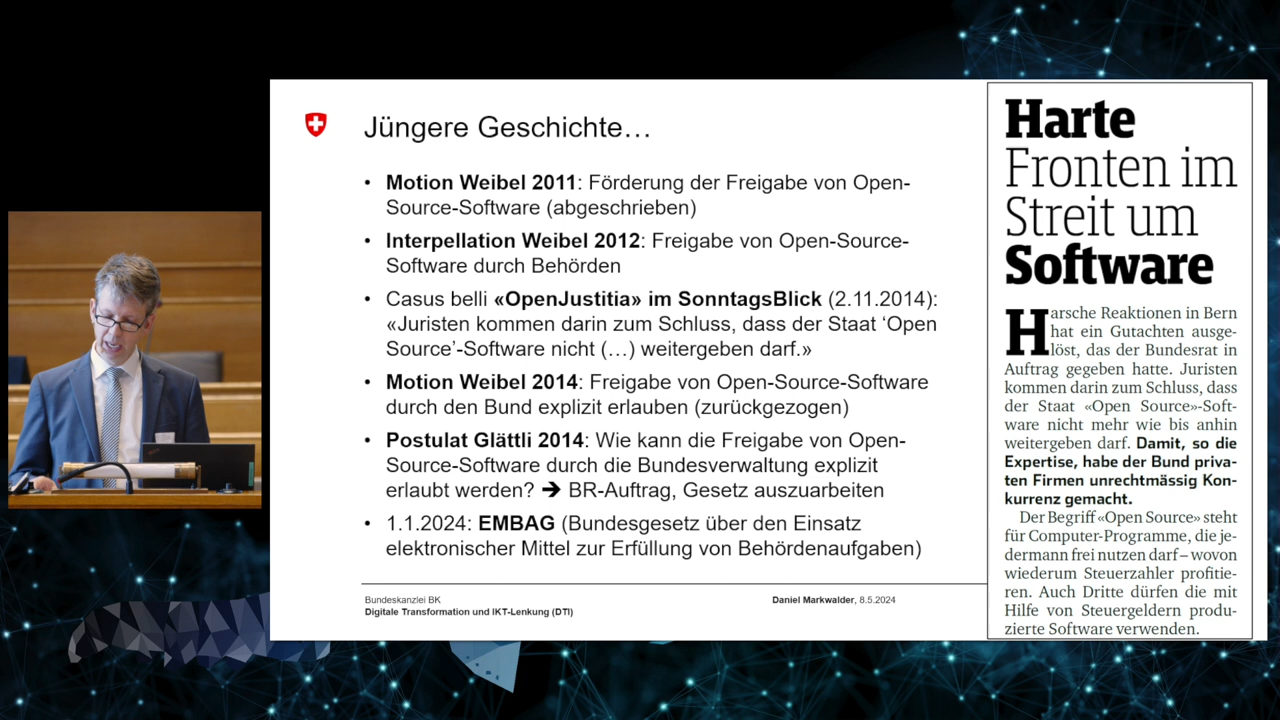 Jüngere Geschichte…
• Motion Weibel 2011: Förderung der Freigabe von Open-
Source-Software (abgeschrieben)
• Interpellation Weibel 2012: Freigabe von Open-Source-
Software durch Behörden
• Casus belli «OpenJustitia» im SonntagsBlick (2.11.2014):
«Juristen kommen darin zum Schluss, dass der Staat ‘Open
Source’-Software nicht (…) weitergeben darf.»
• Motion Weibel 2014: Freigabe von Open-Source-Software
durch den Bund explizit erlauben (zurückgezogen)
• Postulat Glättli 2014: Wie kann die Freigabe von Open-
Source-Software durch die Bundesverwaltung explizit
erlaubt werden? ➔ BR-Auftrag, Gesetz auszuarbeiten
• 1.1.2024: EMBAG (Bundesgesetz über den Einsatz
elektronischer Mittel zur Erfüllung von Behördenaufgaben)
Bundeskanzlei BK
Digitale Transformation und IKT-Lenkung (DTI)
Daniel Markwalder, 8.5.2024
Harte
Fronten im
Streit um
Software
Harsche Reaktionen in Bern
hat ein Gutachten ausge-
löst, das der Bundesrat in
Auftrag gegeben hatte. Juristen
kommen darin zum Schluss, dass
der Staat «Open Source»-Soft-
ware nicht mehr wie bis anhin
weitergeben darf. Damit, so die
Expertise, habe der Bund priva-
ten Firmen unrechtmässig Kon-
kurrenz gemacht.
Der Begriff «Open Source» steht
für Computer-Programme, die je-
dermann frei nutzen darf – wovon
wiederum Steuerzahler profitie-
ren. Auch Dritte dürfen die mit
Hilfe von Steuergeldern produ-
zierte Software verwenden.